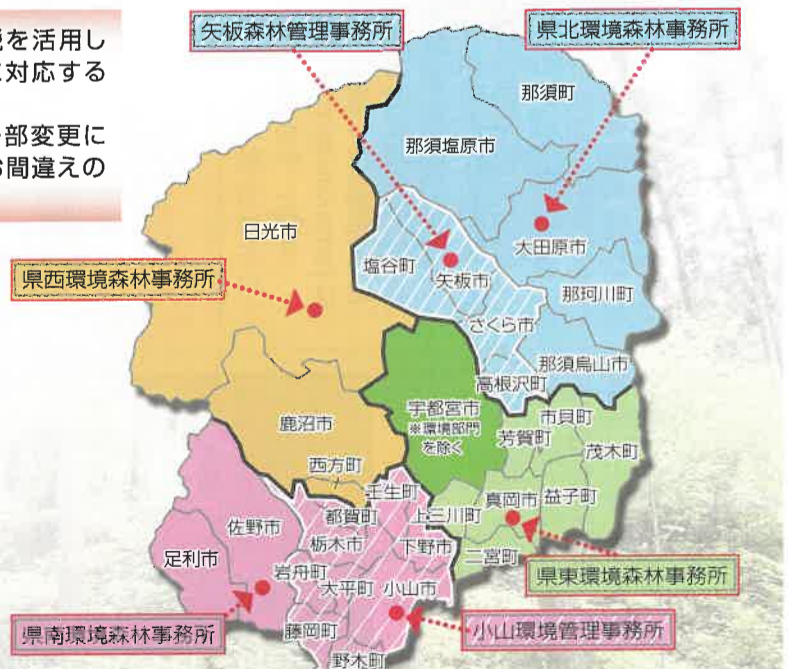 を活用し
対応する
部変更に
間違えの
矢板森林管理事務所
県北環境森林事務所
那須町
那須塩原市
日光市
大田原市
塩谷町
矢板市
県西環境森林事務所
那珂川町
さくら市
那須烏山市
高根沢町
宇都宮市
※環境部門
を除く
市貝町
芳賀町
茂木町
鹿沼市
西方町
壬生町
都賀町
上三川町
真岡市
益子町
佐野市
栃木市
下野市
二宮町
足利市
岩舟町
大平町
小山市
県東環境森林事務所
県南環境森林事務所
藤岡町
小山環境管理事務所
野木町